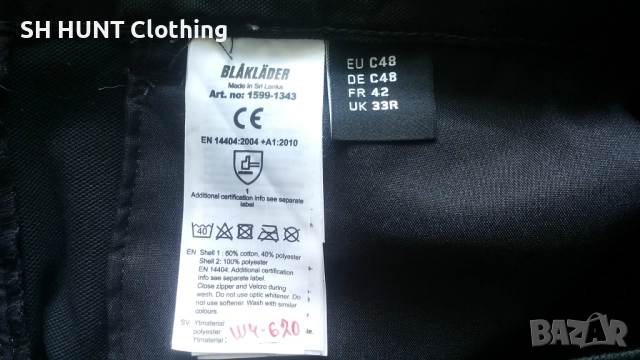 SH HUNT Clothing
BLÅKLÄDER
Made in Sri Lanka
Art. no: 1599-1343
CE
EN 14404:2004 +A1:2010
1
Additional certification info see separate
label
40
EN Shell 1: 60% cotton, 40% polyester
Shell 2: 100% polyester
EN 14404: Additional certification
info see separate label.
Close zipper and Velcro during
wash. Do not use optic whitener. Do
not use softener. Wash with similar
colours.
SV Ytmaterial
polyester
Ytmaterial :
WY-620
EU C48
DE C48
FR 42
UK 33R
BAZAR